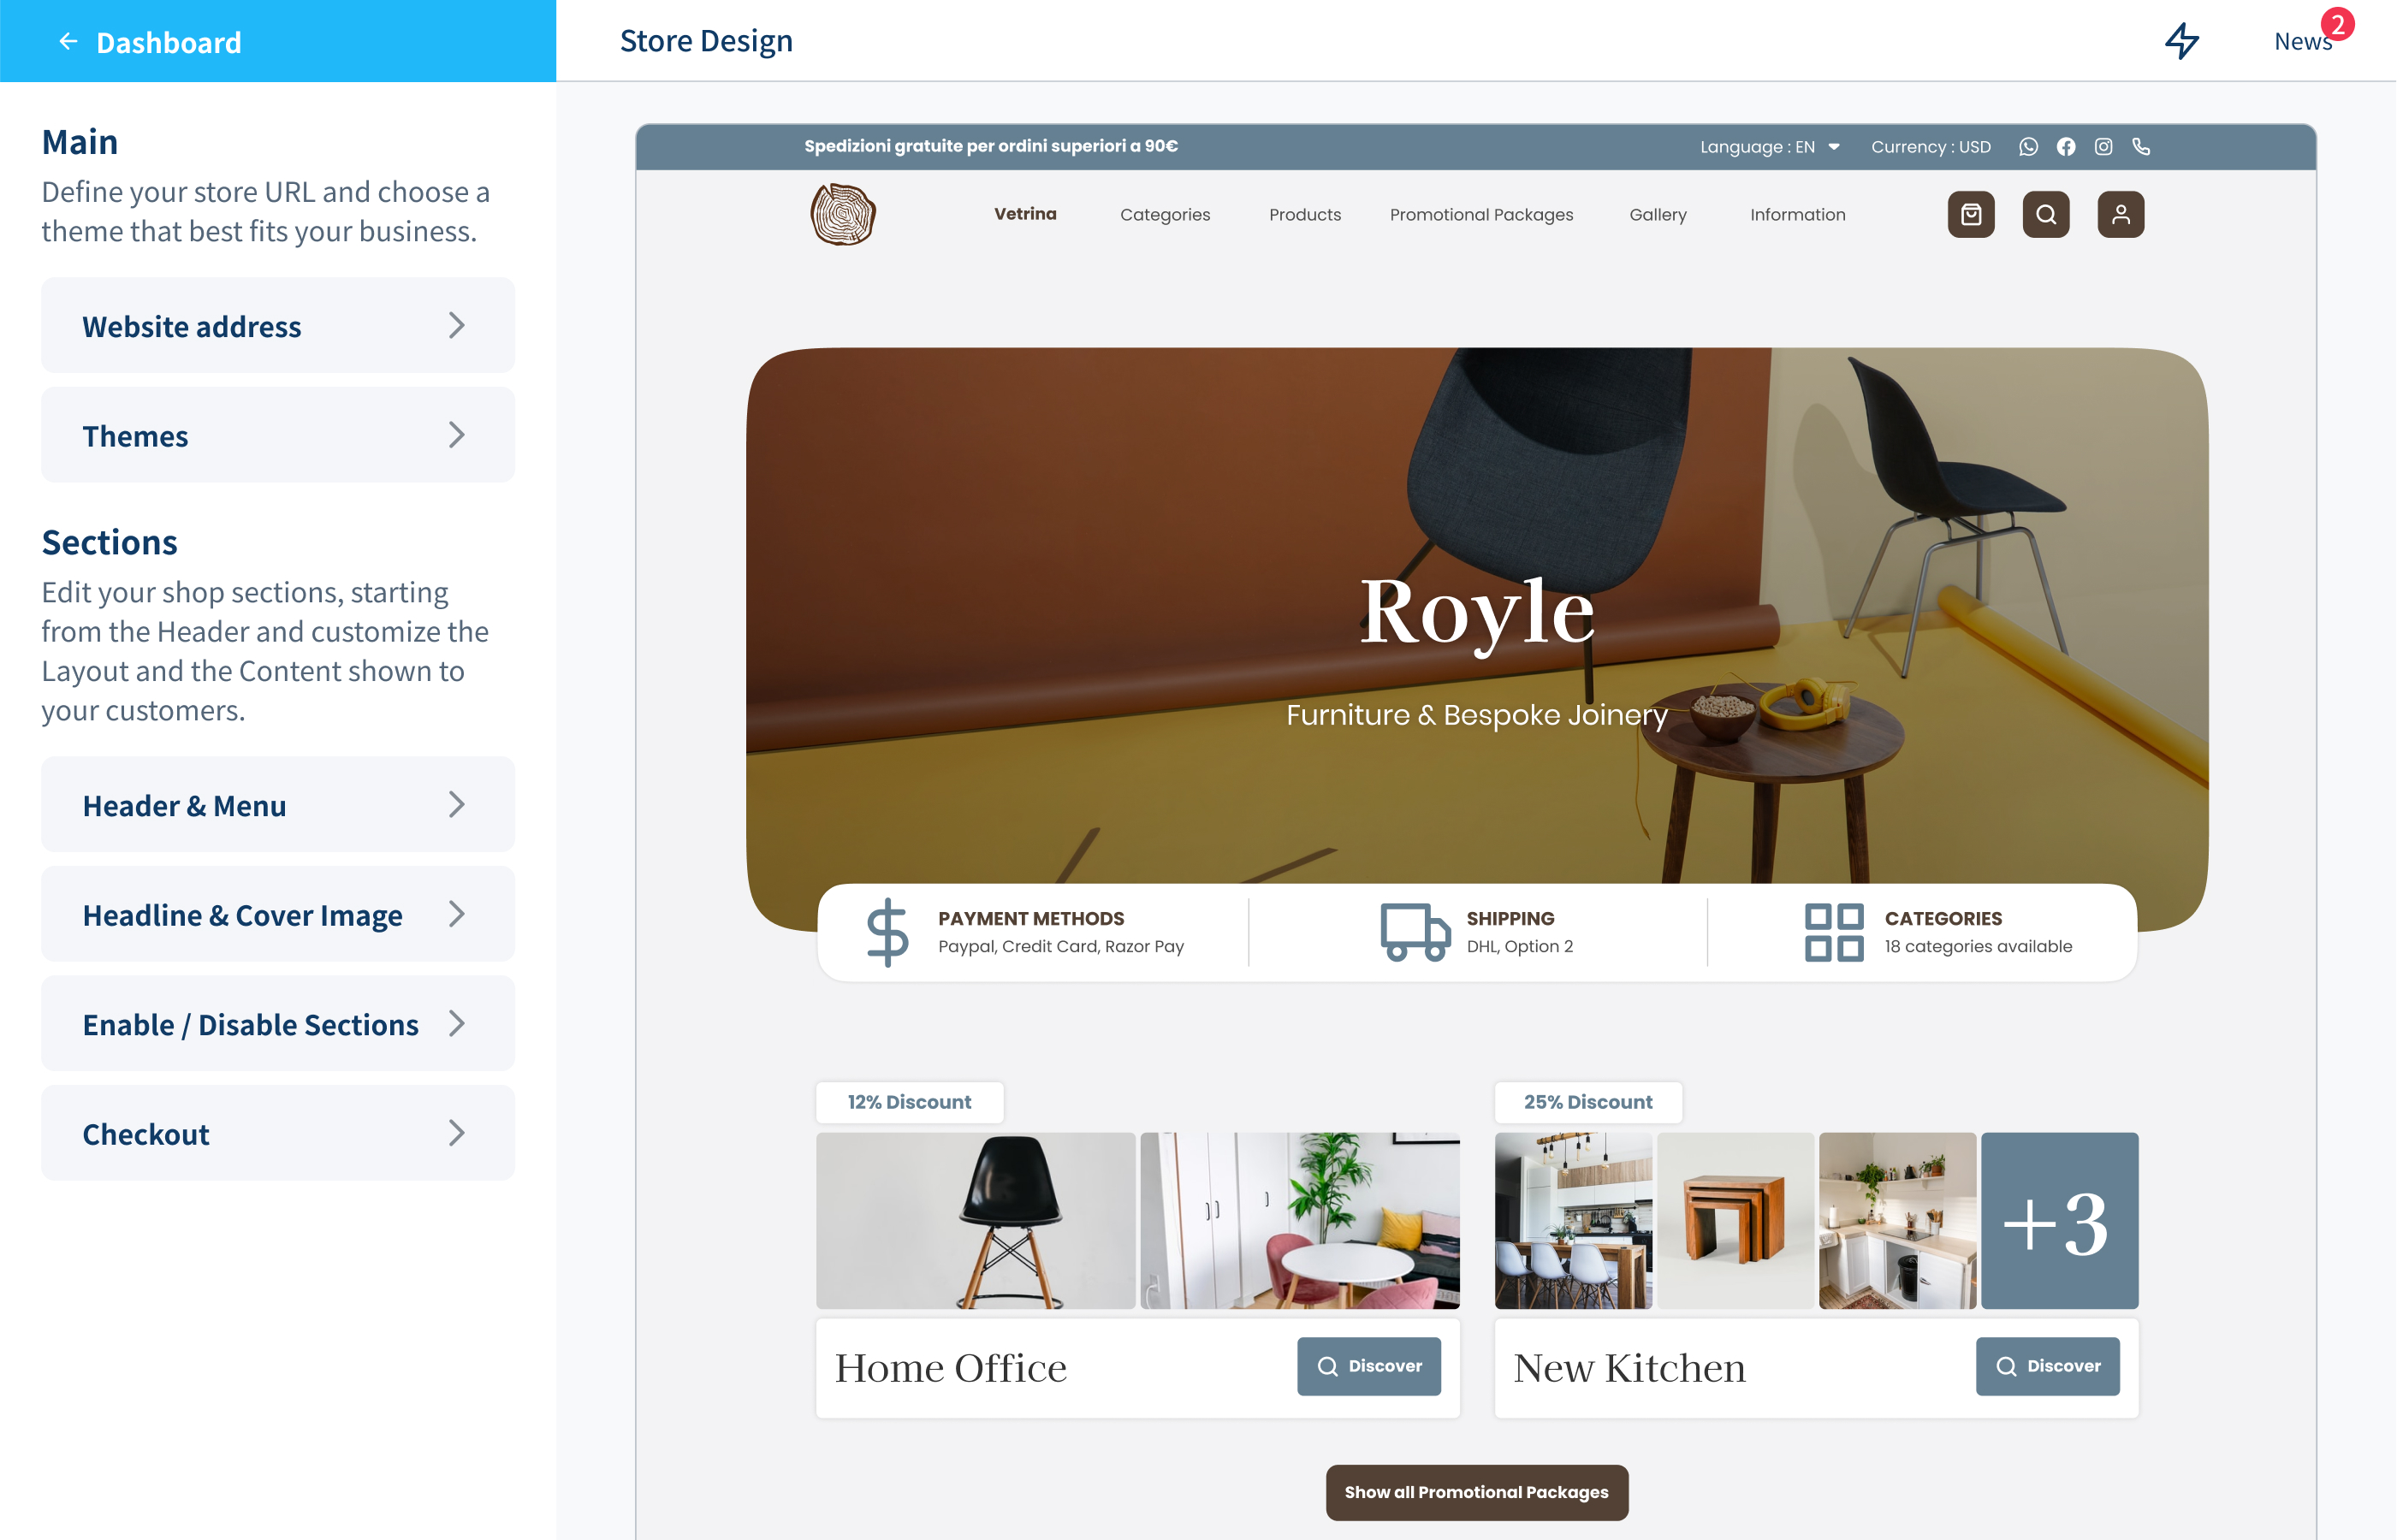 Dashboard
Store Design
News
2
Main
Define your store URL and choose a
theme that best fits your business.
Website address
Themes
Sections
Edit your shop sections, starting
from the Header and customize the
Layout and the Content shown to
your customers.
Header & Menu
Headline & Cover Image
Enable / Disable Sections
Checkout
Spedizioni gratuite per ordini superiori a 90€
Language : EN
Currency : USD
Vetrina
Categories
Products
Promotional Packages
Gallery
Information
Royle
Furniture & Bespoke Joinery
PAYMENT METHODS
Paypal, Credit Card, Razor Pay
SHIPPING
DHL, Option 2
CATEGORIES
18 categories available
12% Discount
Home Office
Discover
25% Discount
+3
New Kitchen
Discover
Show all Promotional Packages